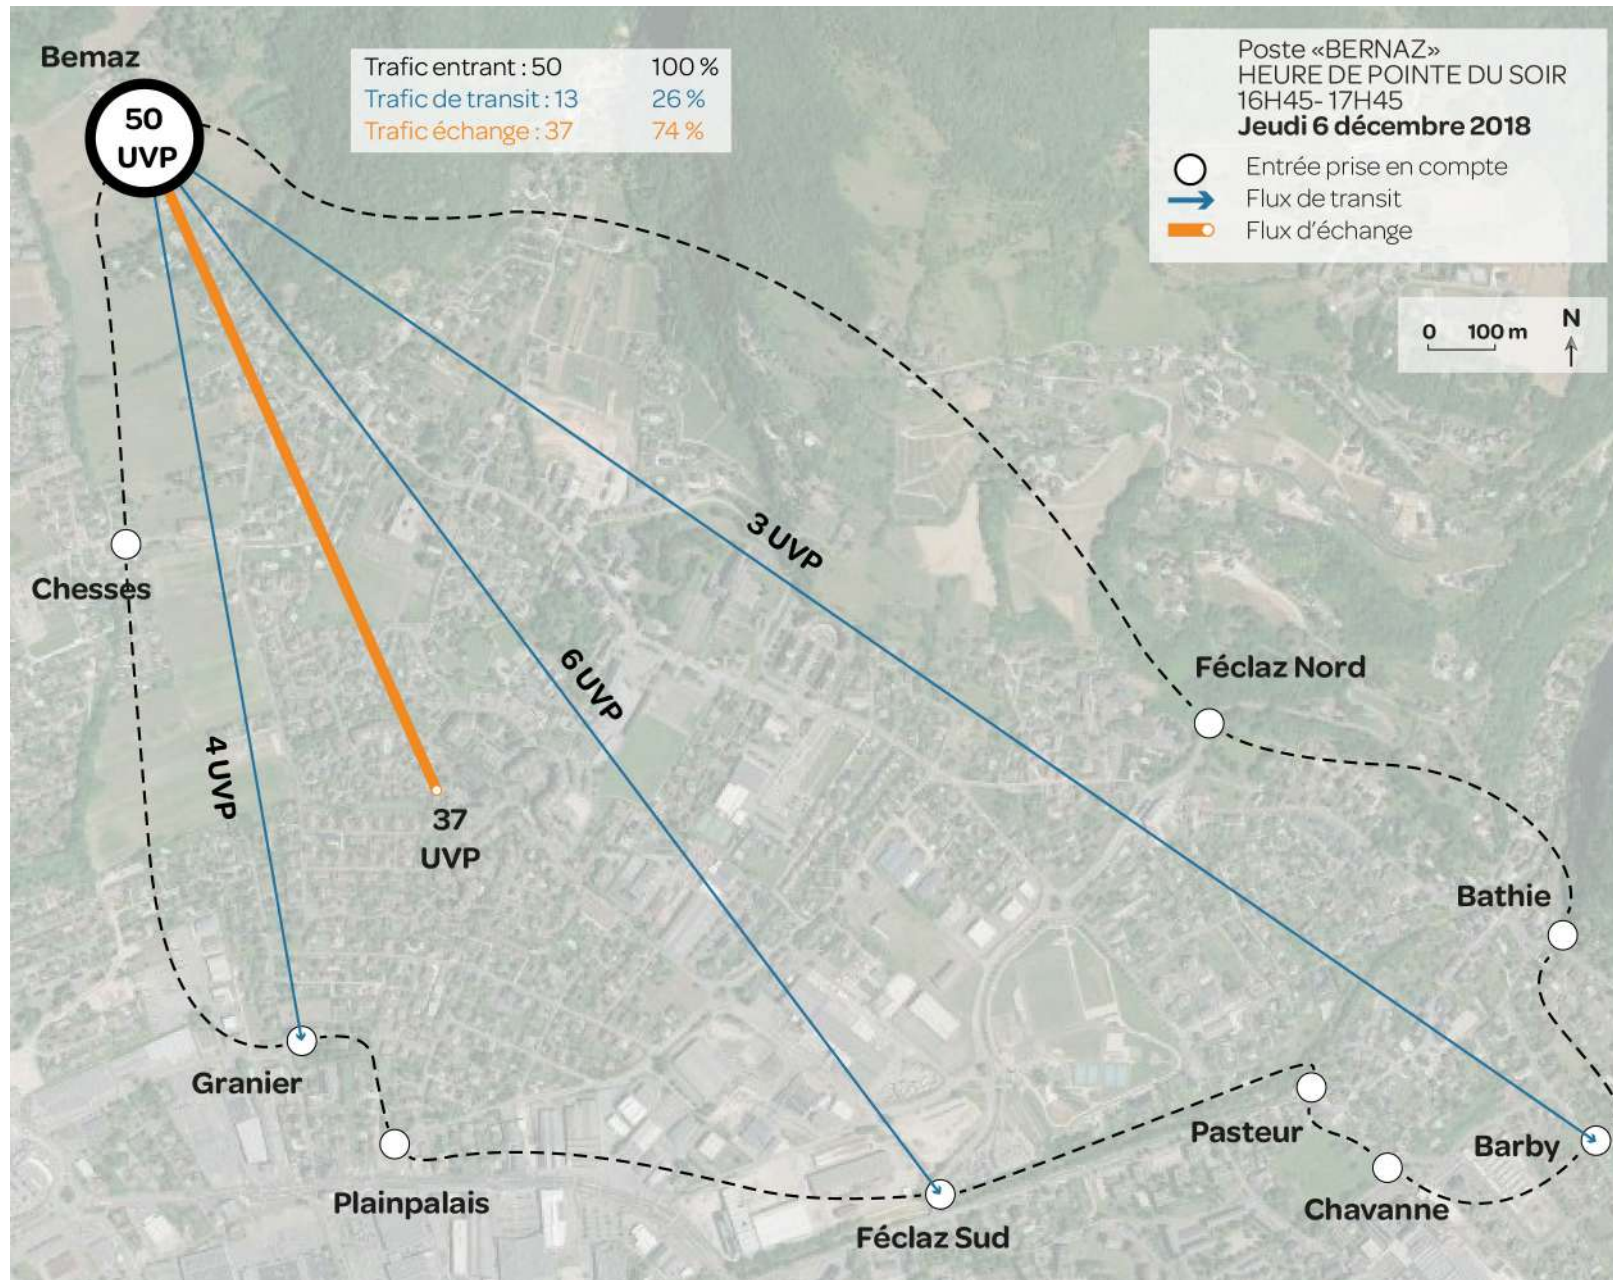 Bemaz
50
UVP
Trafic entrant : 50 100 %
Trafic de transit : 13 26 %
Trafic échange : 37 74 %
Poste «BERNAZ»
HEURE DE POINTE DU SOIR
16H45- 17H45
Jeudi 6 décembre 2018
Entrée prise en compte
Flux de transit
Flux d'échange
0 100 m N
3 UVP
Chesses
6 UVP
Féclaz Nord
4 UVP
37
UVP
Bathie
Granier
Pasteur
Barby
Plainpalais
Chavanne
Féclaz Sud